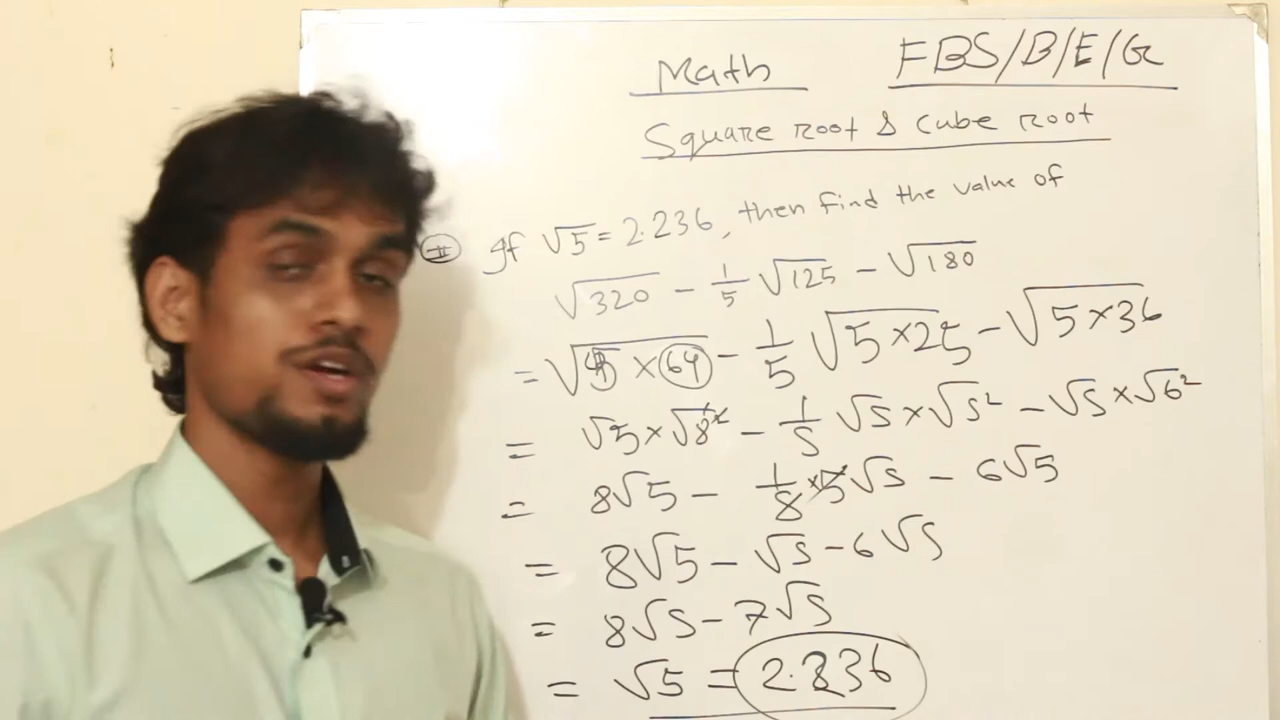 Math FBS/B/E/G
Square Root & Cube Root
If √5 = 2.236, then find the value of
√320 - 1/5 √125 - √180
= √5 × 64 - 1/5 √5×25 - √5×36
= √5 × √8² - 1/5 √5 × √5² - √5 × √6²
= 8√5 - 1/5 × 5√5 - 6√5
= 8√5 - √5 - 6√5
= 8√5 - 7√5
= √5 = 2.236